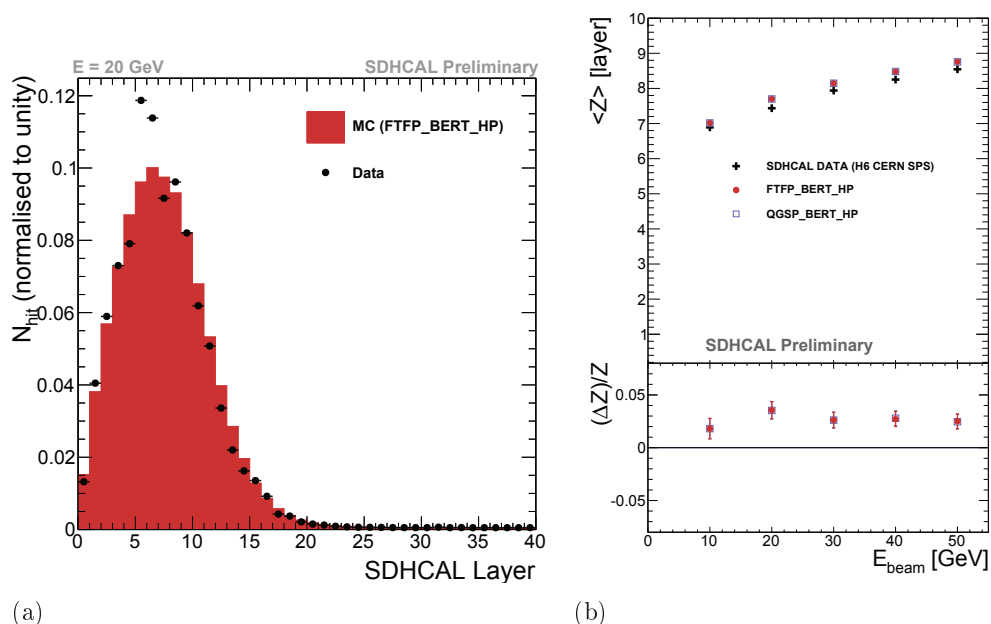 E = 20 GeV SDHCAL Preliminary
N_hit (normalised to unity)
0.12
0.1
0.08
0.06
0.04
0.02
0
MC (FTFP_BERT_HP)
Data
0 5 10 15 20 25 30 35 40
SDHCAL Layer
(a)
<Z> [layer]
10
9
8
7
6
5
4
3
2
1
SDHCAL DATA (H6 CERN SPS)
FTFP_BERT_HP
QGSP_BERT_HP
SDHCAL Preliminary
(ΔZ)/Z
0.05
0
-0.05
0 10 20 30 40 50
E_beam [GeV]
(b)